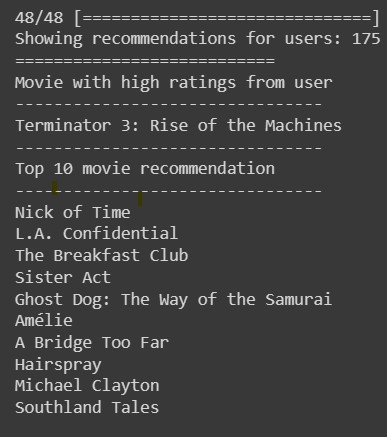 48/48 [==============================]
Showing recommendations for users: 175
===========================
Movie with high ratings from user
--------------------------------
Terminator 3: Rise of the Machines
--------------------------------
Top 10 movie recommendation
--------------------------------
Nick of Time
L.A. Confidential
The Breakfast Club
Sister Act
Ghost Dog: The Way of the Samurai
Amélie
A Bridge Too Far
Hairspray
Michael Clayton
Southland Tales